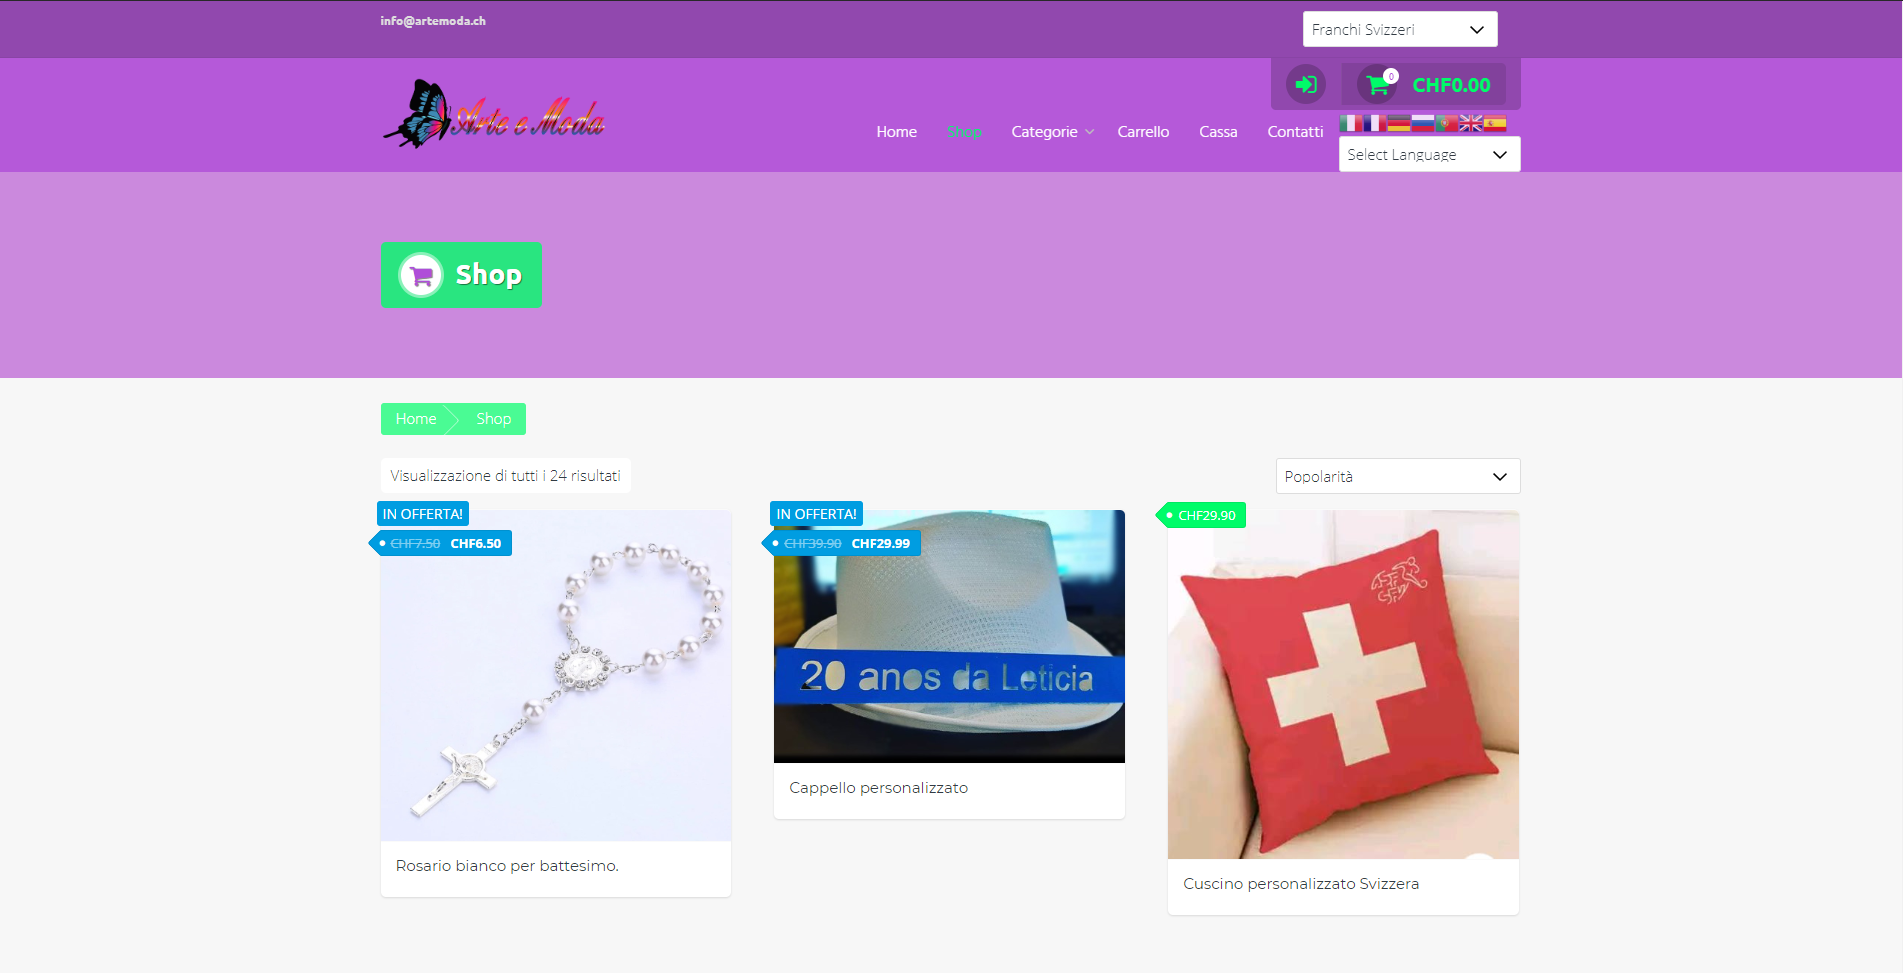 info@artemoda.ch
Franchi Svizzeri
0
CHF0.00
Arte e Moda
Home
Shop
Categorie
Carrello
Cassa
Contatti
Select Language
Shop
Home
Shop
Visualizzazione di tutti i 24 risultati
Popolarità
IN OFFERTA!
CHF7.50 CHF6.50
IN OFFERTA!
CHF39.90 CHF29.99
CHF29.90
20 anos da Leticia
ASF
SFV
Rosario bianco per battesimo.
Cappello personalizzato
Cuscino personalizzato Svizzera